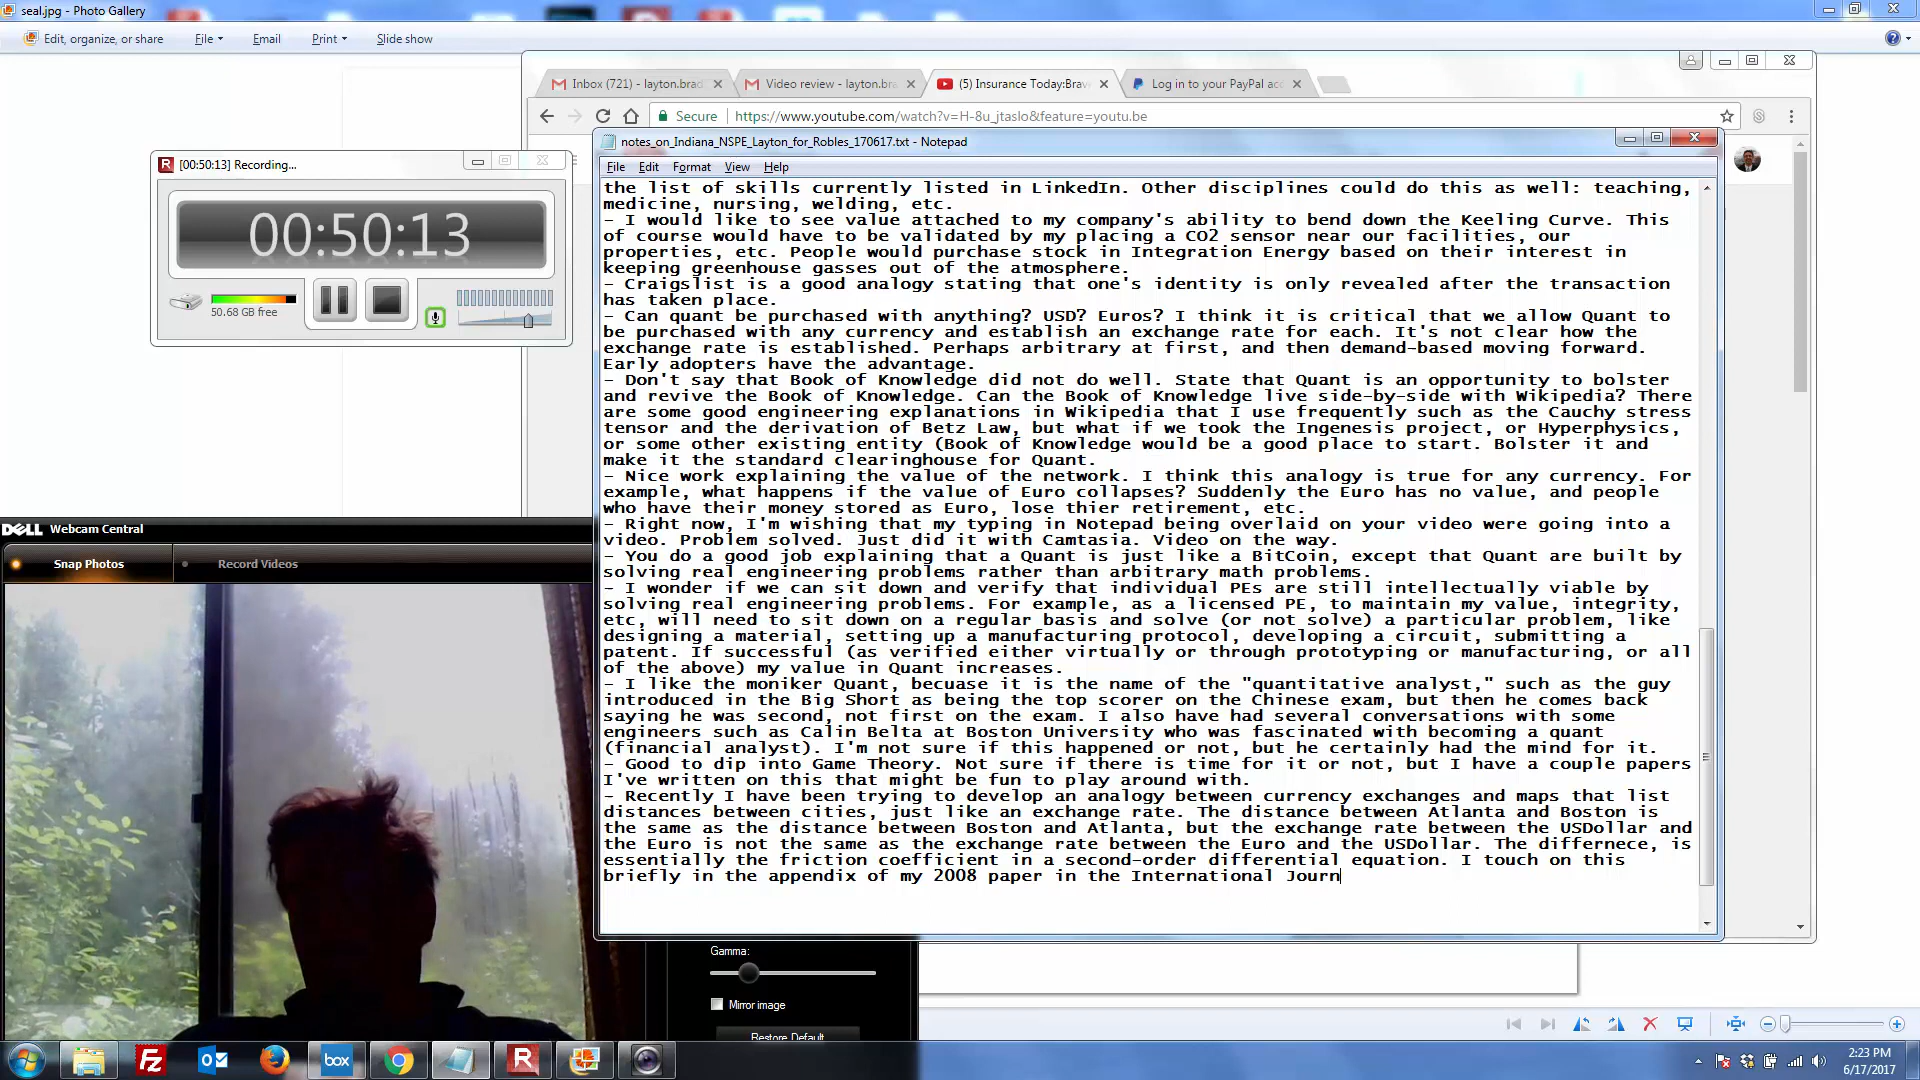 seal.jpg - Photo Gallery
Edit, organize, or share File Email Print Slide show
Inbox (721) - layton.brad
Video review - layton.bra
(5) Insurance Today:Brav
Log in to your PayPal acc
Secure https://www.youtube.com/watch?v=H-8u_jtaslo&feature=youtu.be
notes_on_Indiana_NSPE_Layton_for_Robles_170617.txt - Notepad
File Edit Format View Help
[00:50:13] Recording...
00:50:13
50.68 GB free
the list of skills currently listed in LinkedIn. Other disciplines could do this as well: teaching,
medicine, nursing, welding, etc.
- I would like to see value attached to my company's ability to bend down the Keeling Curve. This
of course would have to be validated by my placing a CO2 sensor near our facilities, our
properties, etc. People would purchase stock in Integration Energy based on their interest in
keeping greenhouse gasses out of the atmosphere.
- Craigslist is a good analogy stating that one's identity is only revealed after the transaction
has taken place.
- Can quant be purchased with anything? USD? Euros? I think it is critical that we allow Quant to
be purchased with any currency and establish an exchange rate for each. It's not clear how the
exchange rate is established. Perhaps arbitrary at first, and then demand-based moving forward.
Early adopters have the advantage.
- Don't say that Book of Knowledge did not do well. State that Quant is an opportunity to bolster
and revive the Book of Knowledge. Can the Book of Knowledge live side-by-side with Wikipedia? There
are some good engineering explanations in Wikipedia that I use frequently such as the Cauchy stress
tensor and the derivation of Betz Law, but what if we took the Ingenesis project, or Hyperphysics,
or some other existing entity (Book of Knowledge would be a good place to start. Bolster it and
make it the standard clearinghouse for Quant.
- Nice work explaining the value of the network. I think this analogy is true for any currency. For
example, what happens if the value of Euro collapses? Suddenly the Euro has no value, and people
who have their money stored as Euro, lose thier retirement, etc.
- Right now, I'm wishing that my typing in Notepad being overlaid on your video were going into a
video. Problem solved. Just did it with Camtasia. Video on the way.
- You do a good job explaining that a Quant is just like a BitCoin, except that Quant are built by
solving real engineering problems rather than arbitrary math problems.
- I wonder if we can sit down and verify that individual PEs are still intellectually viable by
solving real engineering problems. For example, as a licensed PE, to maintain my value, integrity,
etc, will need to sit down on a regular basis and solve (or not solve) a particular problem, like
designing a material, setting up a manufacturing protocol, developing a circuit, submitting a
patent. If successful (as verified either virtually or through prototyping or manufacturing, or all
of the above) my value in Quant increases.
- I like the moniker Quant, becuase it is the name of the "quantitative analyst," such as the guy
introduced in the Big Short as being the top scorer on the Chinese exam, but then he comes back
saying he was second, not first on the exam. I also have had several conversations with some
engineers such as Calin Belta at Boston University who was fascinated with becoming a quant
(financial analyst). I'm not sure if this happened or not, but he certainly had the mind for it.
- Good to dip into Game Theory. Not sure if there is time for it or not, but I have a couple papers
I've written on this that might be fun to play around with.
- Recently I have been trying to develop an analogy between currency exchanges and maps that list
distances between cities, just like an exchange rate. The distance between Atlanta and Boston is
the same as the distance between Boston and Atlanta, but the exchange rate between the USDollar and
the Euro is not the same as the exchange rate between the Euro and the USDollar. The differnece, is
essentially the friction coefficient in a second-order differential equation. I touch on this
briefly in the appendix of my 2008 paper in the International Journ
DELL Webcam Central
Snap Photos Record Videos
Gamma:
Mirror image
Restore Default
box
2:23 PM
6/17/2017